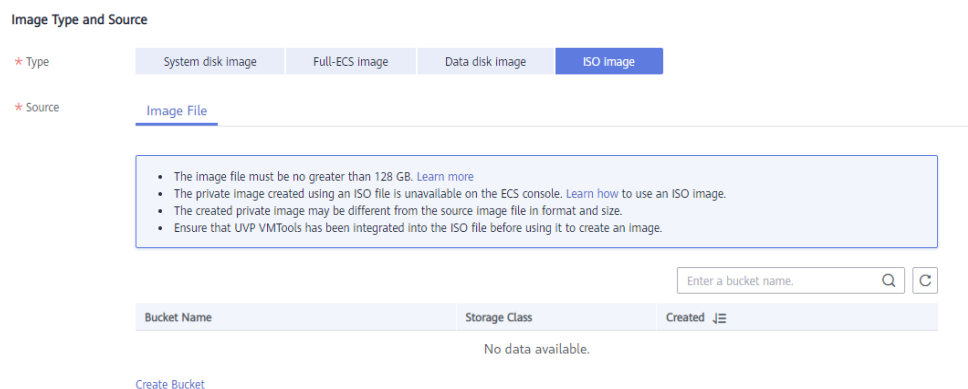 Image Type and Source
* Type
System disk image
Full-ECS image
Data disk image
ISO image
* Source
Image File
• The image file must be no greater than 128 GB. Learn more
• The private image created using an ISO file is unavailable on the ECS console. Learn how to use an ISO image.
• The created private image may be different from the source image file in format and size.
• Ensure that UVP VMTools has been integrated into the ISO file before using it to create an image.
Enter a bucket name.
Bucket Name
Storage Class
Created
No data available.
Create Bucket